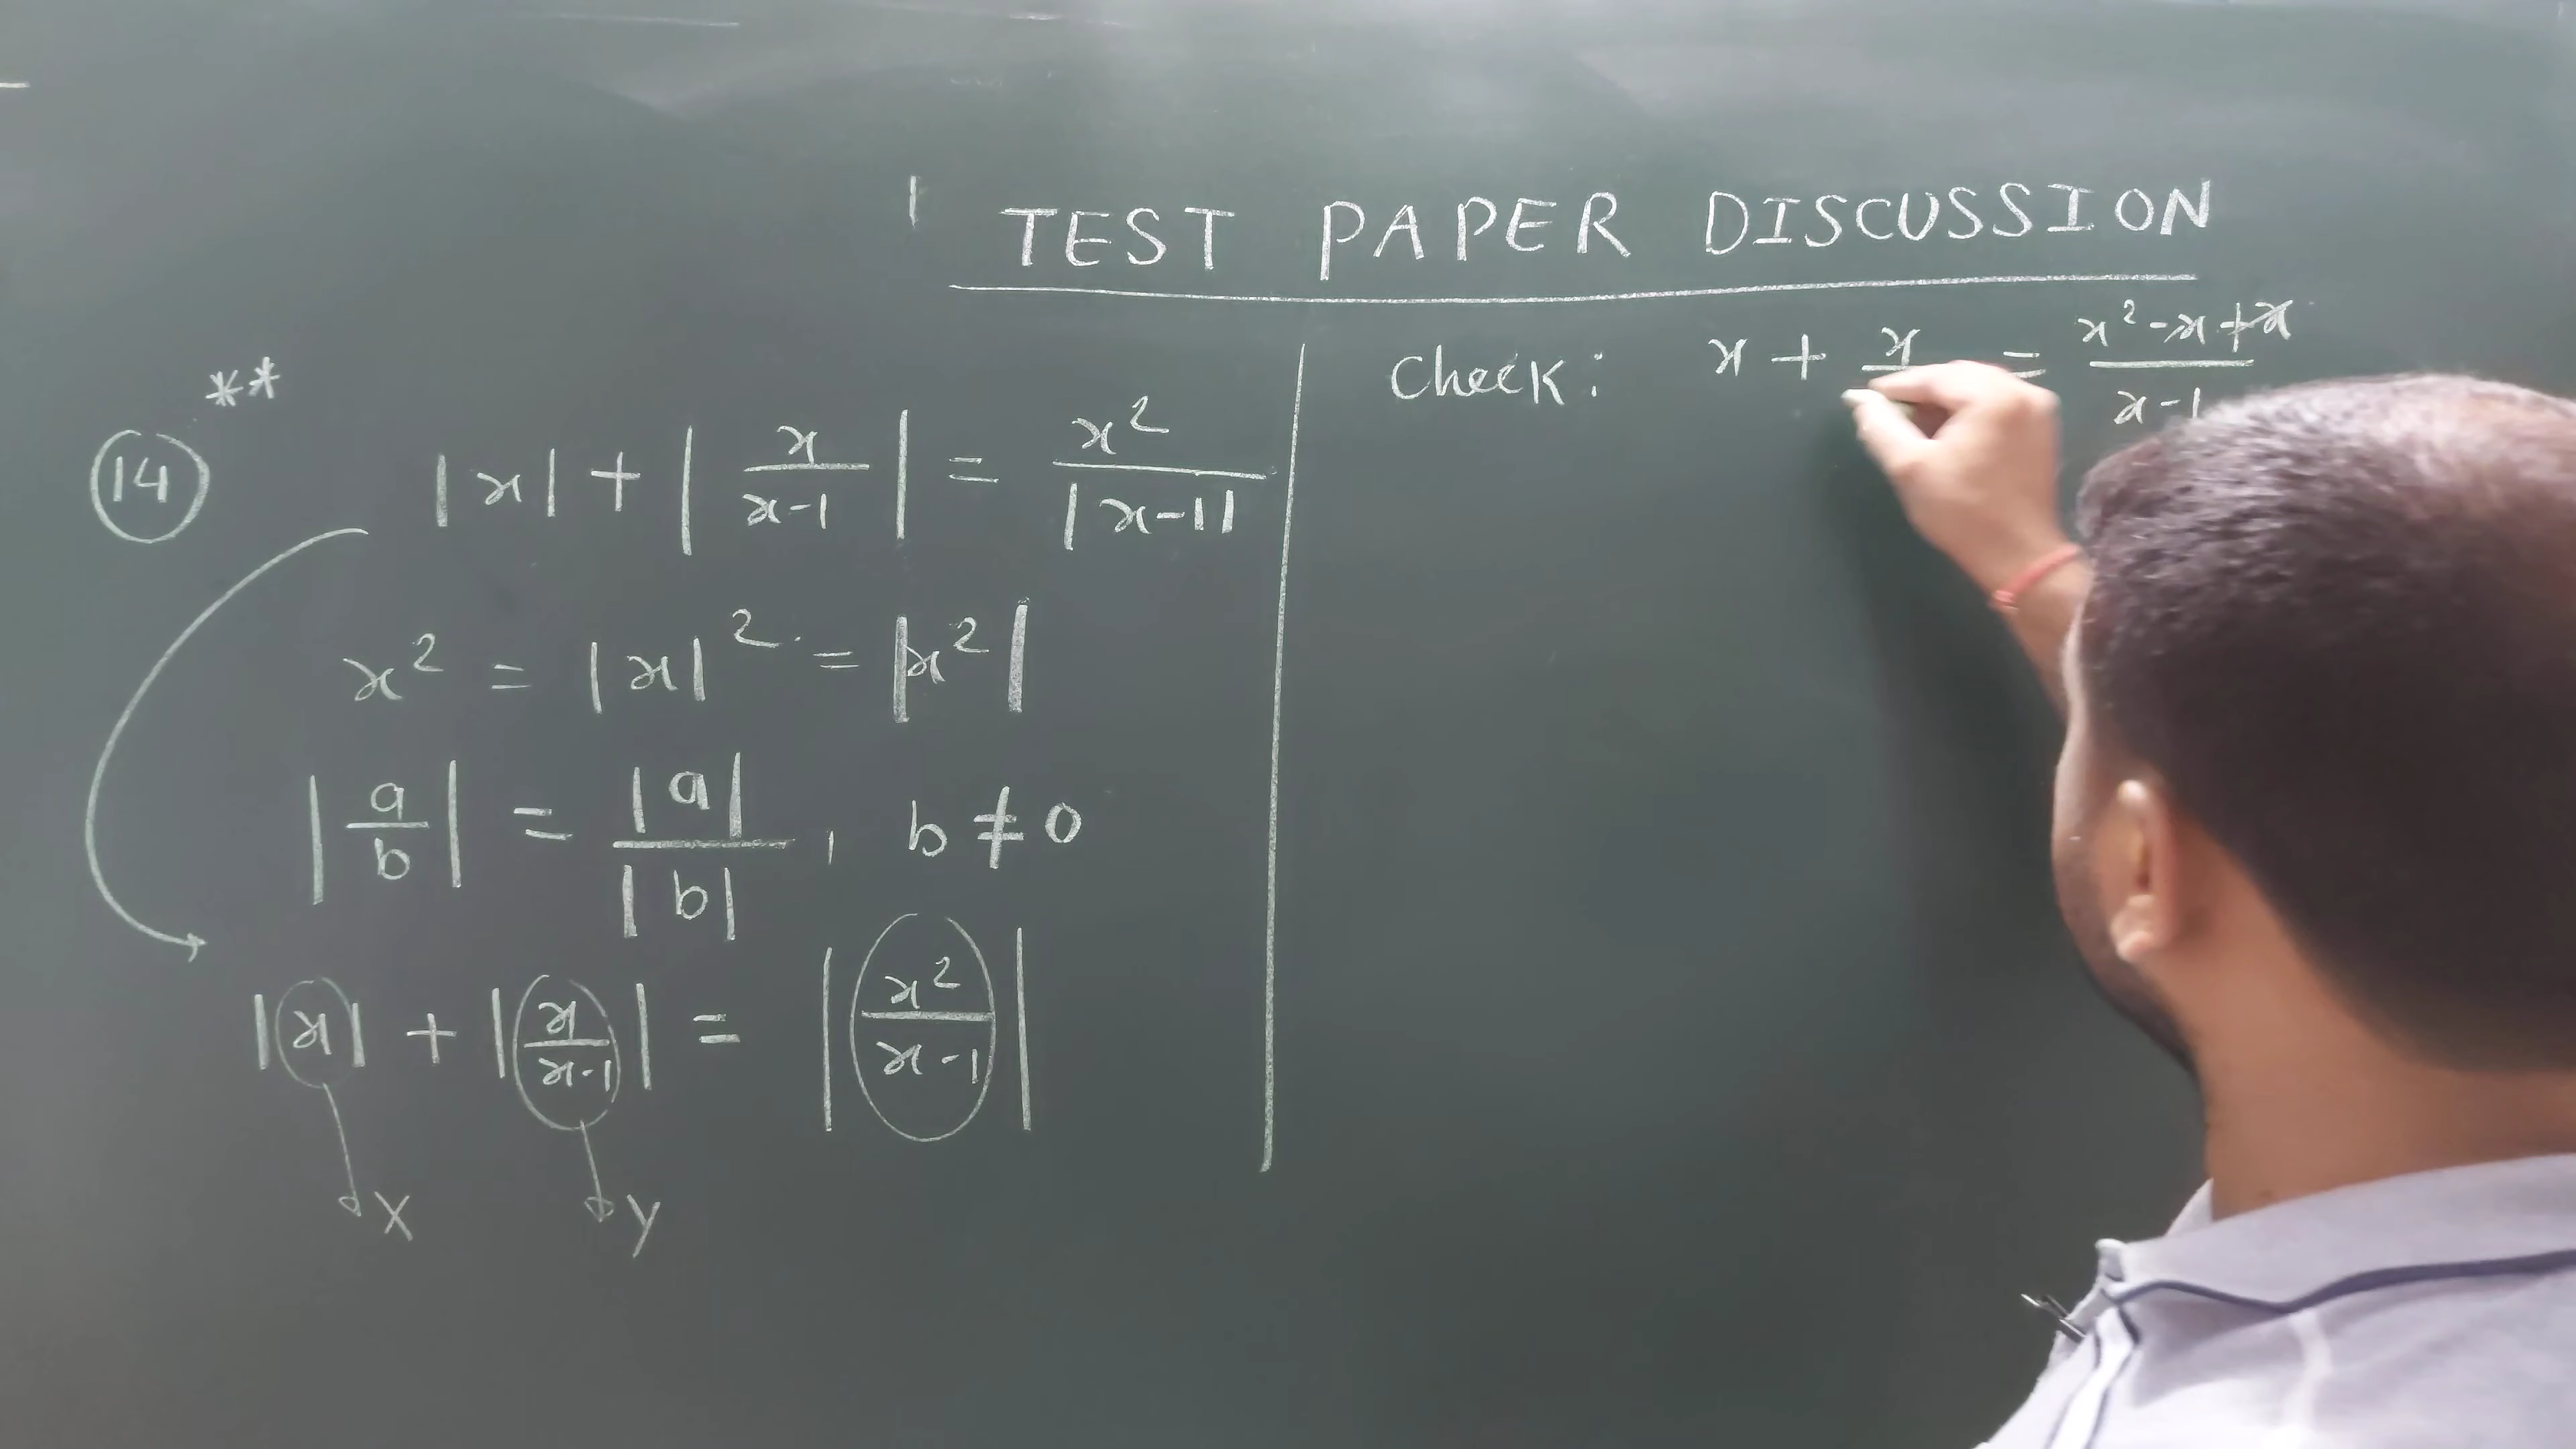 TEST PAPER DISCUSSION
**
14 |x| + |x/(x-1)| = x²/|x-1|
x² = |x|² = |x²|
|a/b| = |a|/|b| , b ≠ 0
|x| + |x/(x-1)| = |x²/(x-1)|
X Y
Check: x + x = (x²-x+x)/(x-1)